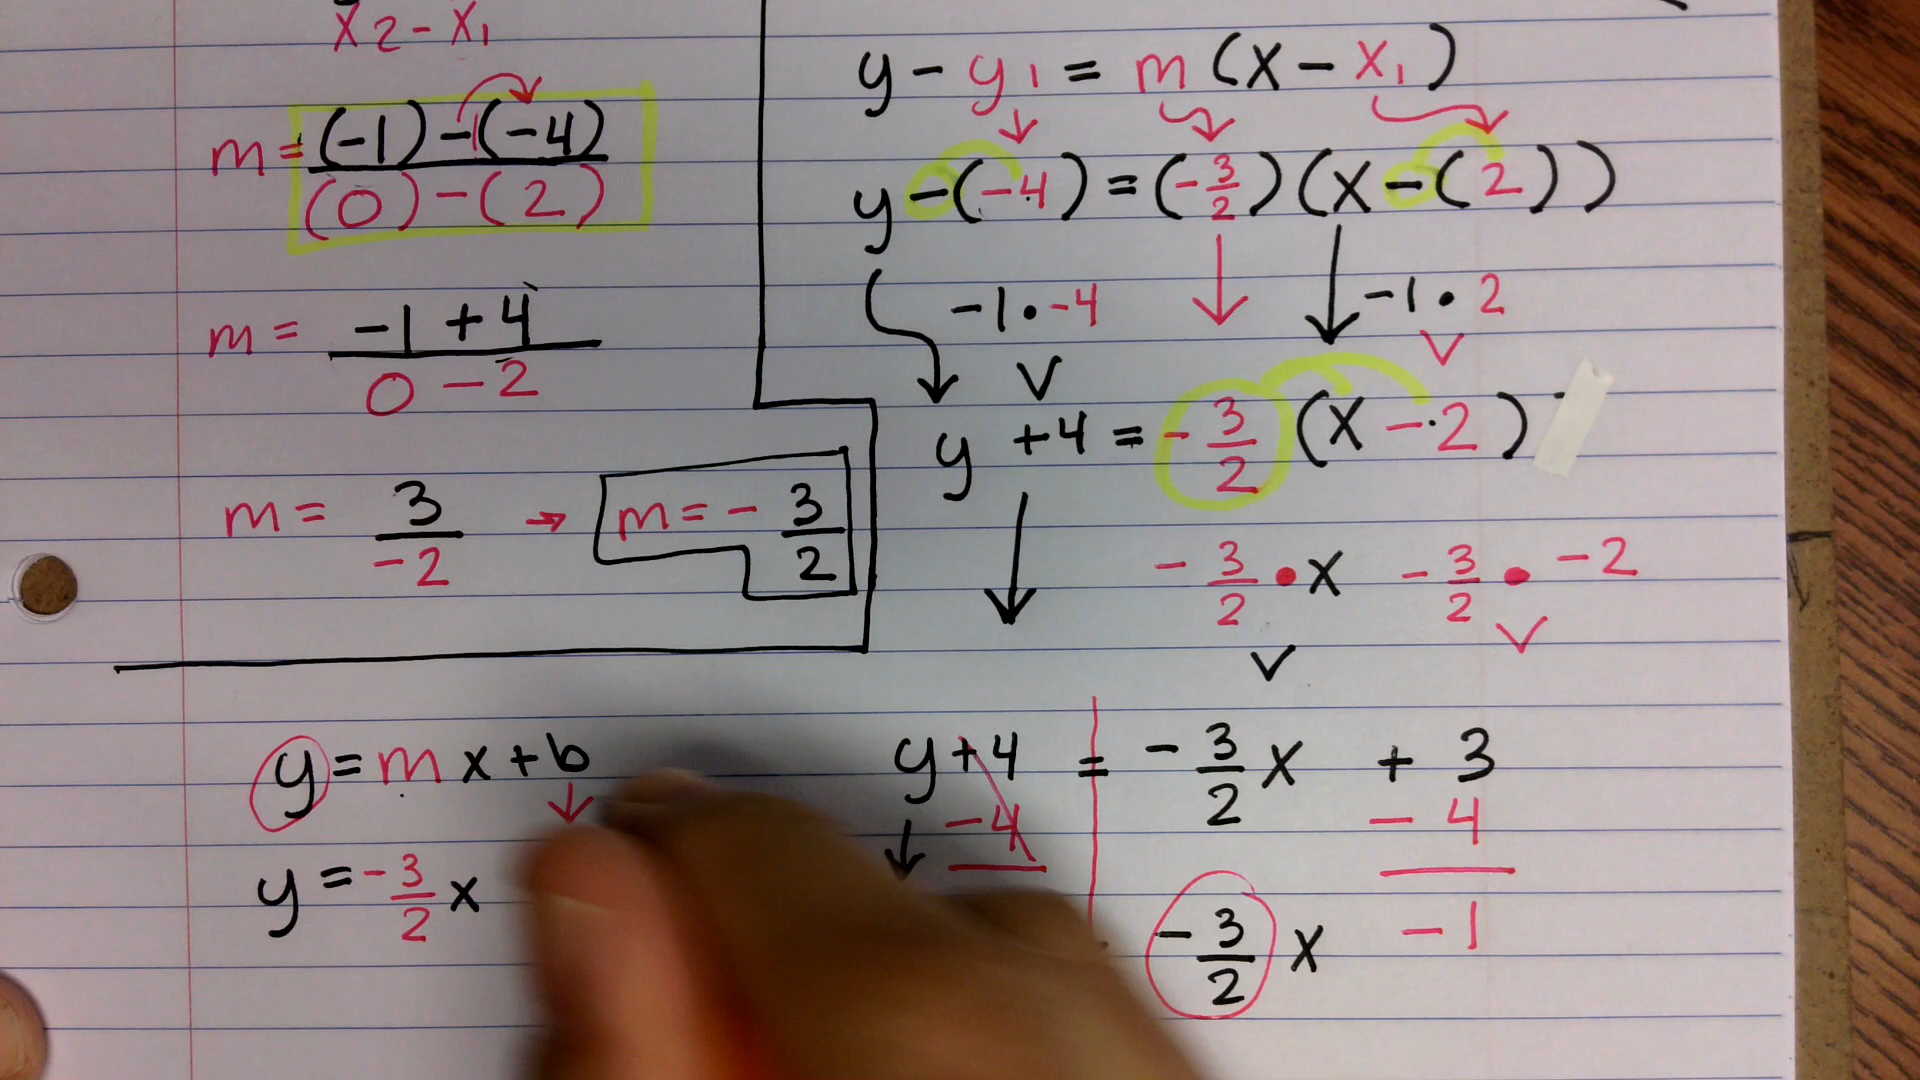 x2 - x1
m = (-1) - 1(-4) / (0) - (2)
m = -1 + 4 / 0 - 2
m = 3 / -2 → m = - 3/2
y - y1 = m (x - x1)
y - (-4) = (-3/2) (x - (2))
-1 • -4 -1 • 2
y + 4 = - 3/2 (x - 2)
- 3/2 • x - 3/2 • -2
y + 4 = - 3/2 x + 3
- 4 - 4
- 3/2 x - 1
y = mx + b
y = - 3/2 x